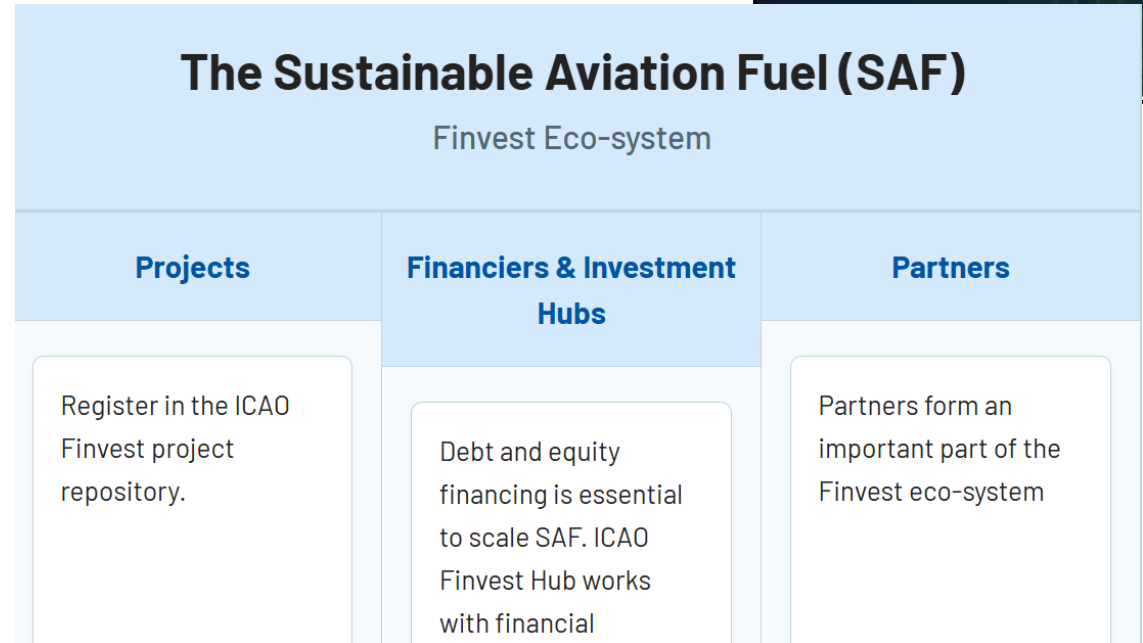 The Sustainable Aviation Fuel (SAF)
Finvest Eco-system
Projects
Register in the ICAO
Finvest project
repository.
Financiers & Investment
Hubs
Debt and equity
financing is essential
to scale SAF. ICAO
Finvest Hub works
with financial
Partners
Partners form an
important part of the
Finvest eco-system